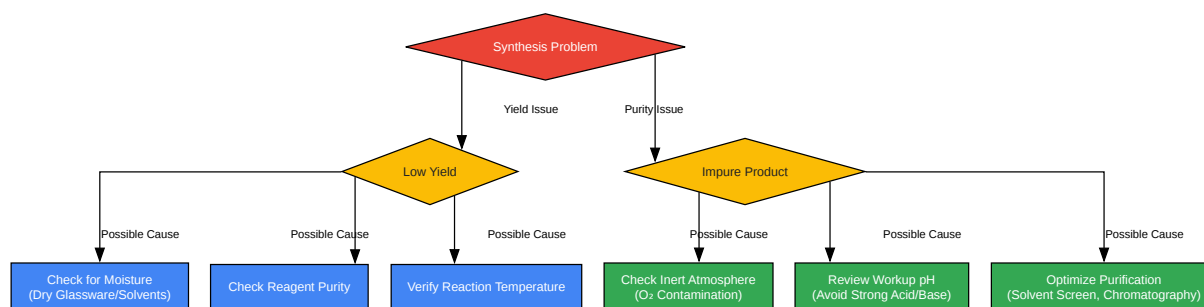 Synthesis Problem
Yield Issue
Purity Issue
Low Yield
Impure Product
Possible Cause
Possible Cause
Possible Cause
Possible Cause
Possible Cause
Possible Cause
Check for Moisture
(Dry Glassware/Solvents)
Check Reagent Purity
Verify Reaction Temperature
Check Inert Atmosphere
(O₂ Contamination)
Review Workup pH
(Avoid Strong Acid/Base)
Optimize Purification
(Solvent Screen, Chromatography)